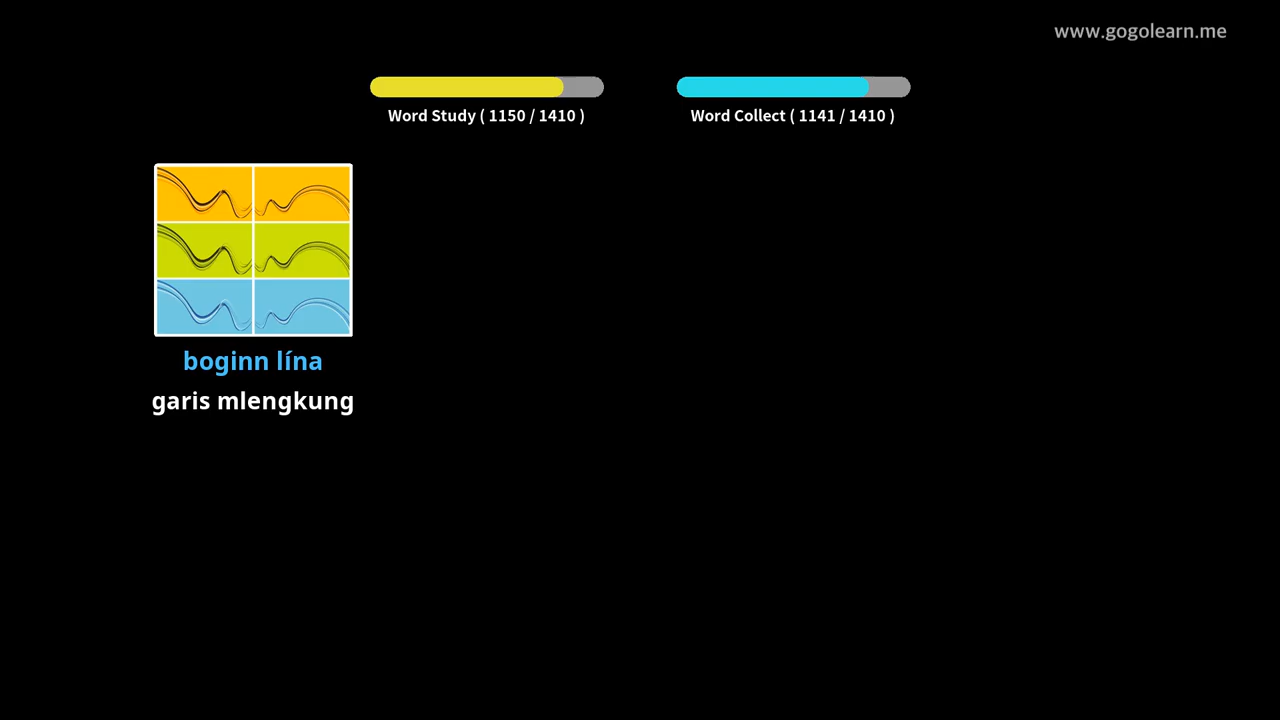 www.gogolearn.me
Word Study ( 1150 / 1410 )
Word Collect ( 1141 / 1410 )
boginn lína
garis mlengkung